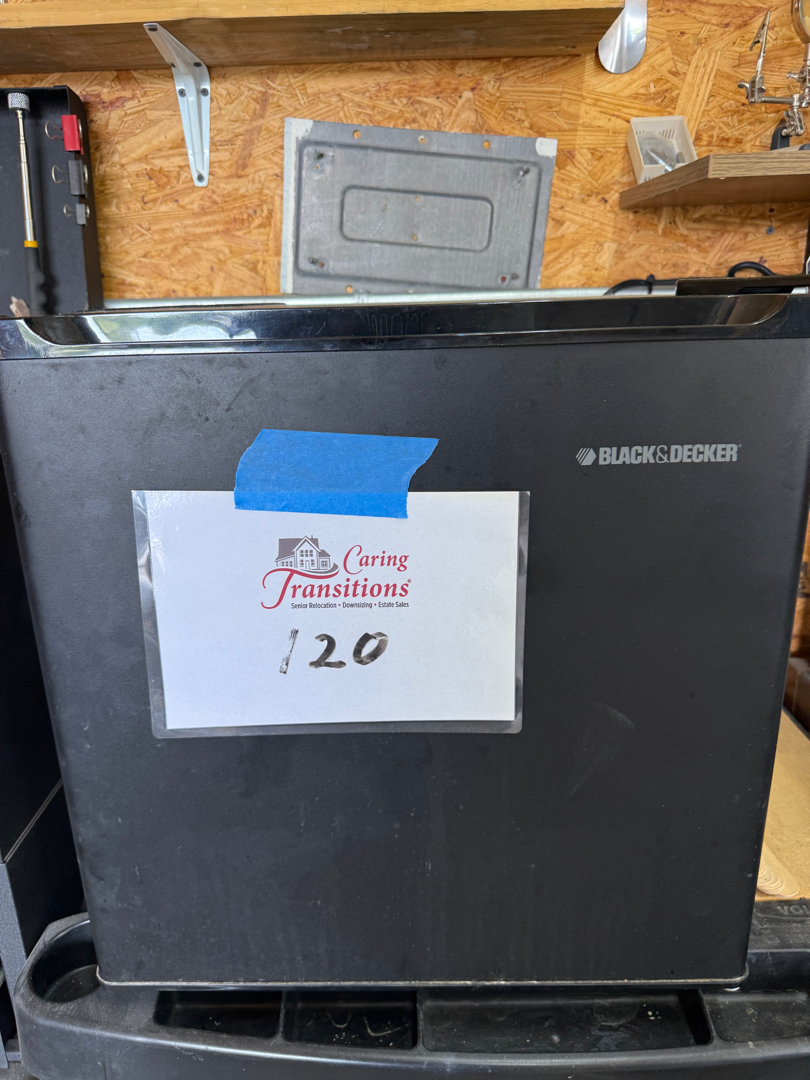 BLACK&DECKER
Caring
Transitions®
Senior Relocation • Downsizing • Estate Sales
120